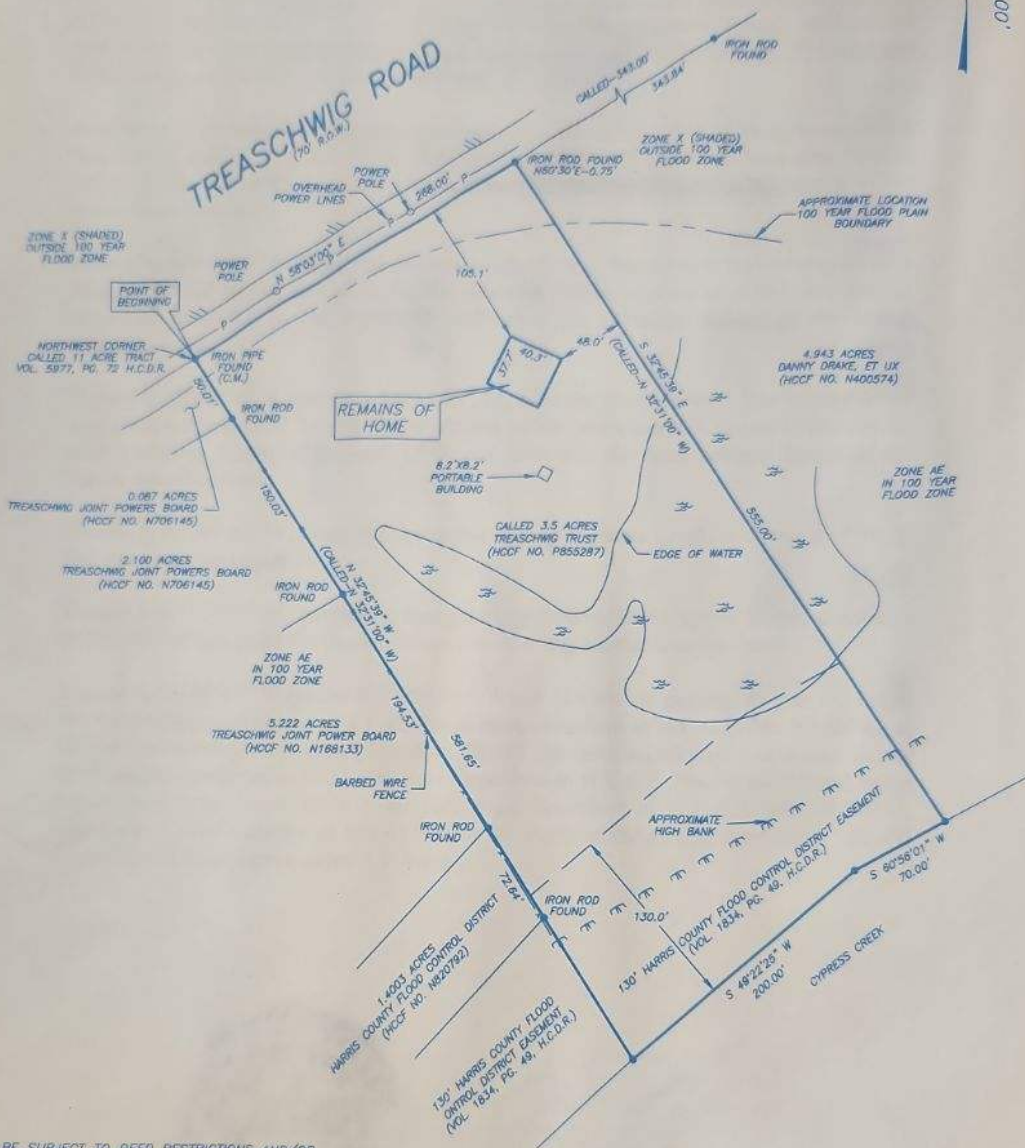 00'
IRON ROD
FOUND
CALLED-343.00'
343.84'
TREASCHWIG ROAD
(70' R.O.W.)
ZONE X (SHADED)
OUTSIDE 100 YEAR
FLOOD ZONE
IRON ROD FOUND
N60°30'E-0.75'
POWER
POLE
268.00'
OVERHEAD
POWER LINES
P
P
P
P
N 58°03'00" E
APPROXIMATE LOCATION
100 YEAR FLOOD PLAIN
BOUNDARY
ZONE X (SHADED)
OUTSIDE 100 YEAR
FLOOD ZONE
POWER
POLE
POINT OF
BEGINNING
105.1'
NORTHWEST CORNER
CALLED 11 ACRE TRACT
VOL. 5977, PG. 72 H.C.D.R.
IRON PIPE
FOUND
(C.M.)
50.01'
IRON ROD
FOUND
37.7'
40.3'
48.0'
S 32°45'39" E
(CALLED-N 32°31'00" W)
4.943 ACRES
DANNY DRAKE, ET UX
(HCCF NO. N400574)
REMAINS OF
HOME
8.2'X8.2'
PORTABLE
BUILDING
ZONE AE
IN 100 YEAR
FLOOD ZONE
0.087 ACRES
TREASCHWIG JOINT POWERS BOARD
(HCCF NO. N706145)
150.03'
CALLED 3.5 ACRES
TREASCHWIG TRUST
(HCCF NO. P855287)
555.00'
EDGE OF WATER
2.100 ACRES
TREASCHWIG JOINT POWERS BOARD
(HCCF NO. N706145)
IRON ROD
FOUND
N 32°45'39" W
(CALLED-N 32°31'00" W)
ZONE AE
IN 100 YEAR
FLOOD ZONE
194.53'
5.222 ACRES
TREASCHWIG JOINT POWER BOARD
(HCCF NO. N168133)
581.65'
BARBED WIRE
FENCE
IRON ROD
FOUND
APPROXIMATE
HIGH BANK
72.64'
IRON ROD
FOUND
130.0'
130' HARRIS COUNTY FLOOD CONTROL DISTRICT EASEMENT
(VOL. 1834, PG. 49, H.C.D.R.)
S 60°56'01" W
70.00'
S 49°22'25" W
200.00'
CYPRESS CREEK
1.4003 ACRES
HARRIS COUNTY FLOOD CONTROL DISTRICT
(HCCF NO. N820792)
130' HARRIS COUNTY FLOOD
ONTROL DISTRICT EASEMENT
(VOL. 1834, PG. 49, H.C.D.R.)
BE SUBJECT TO DEED RESTRICTIONS AND/OR